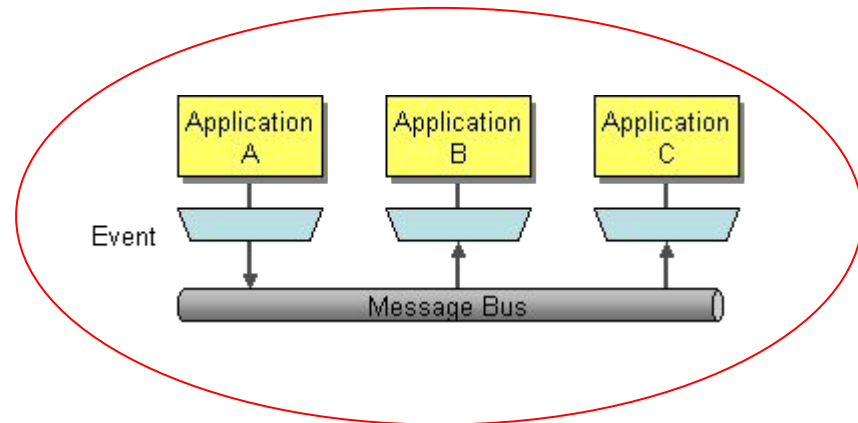 Application
A
Application
B
Application
C
Event
Message Bus